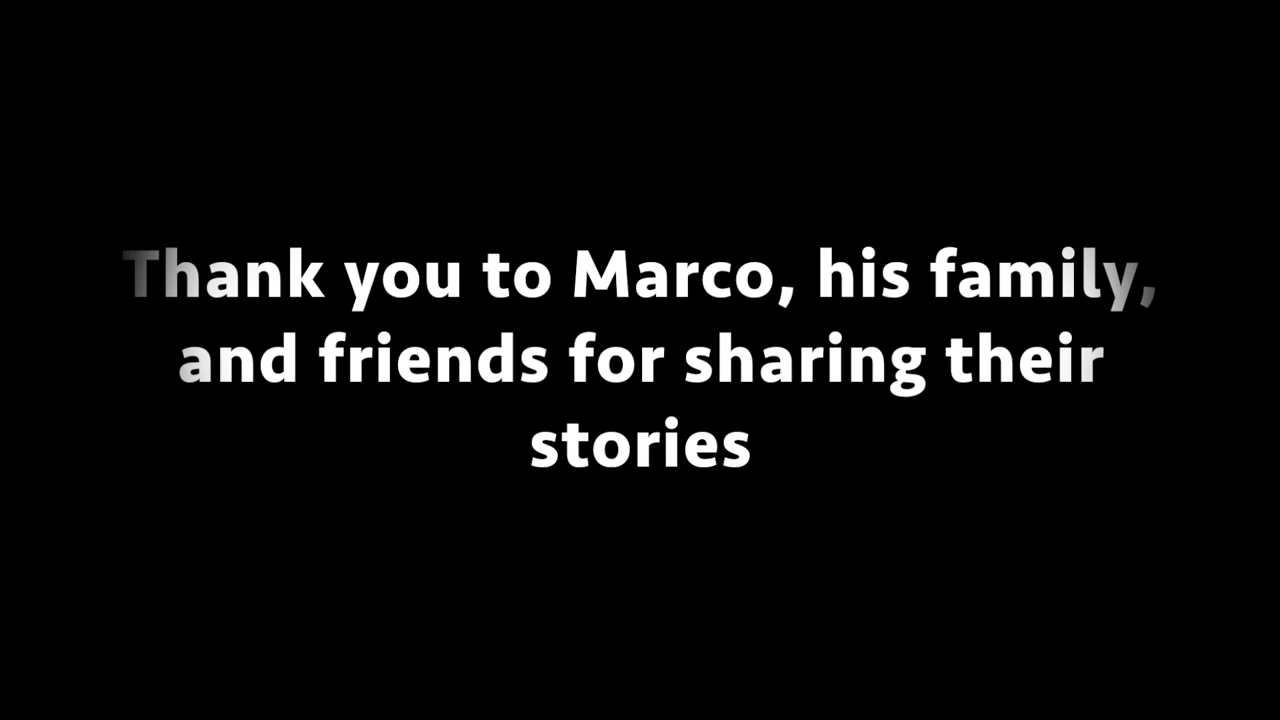 Thank you to Marco, his family,
and friends for sharing their
stories